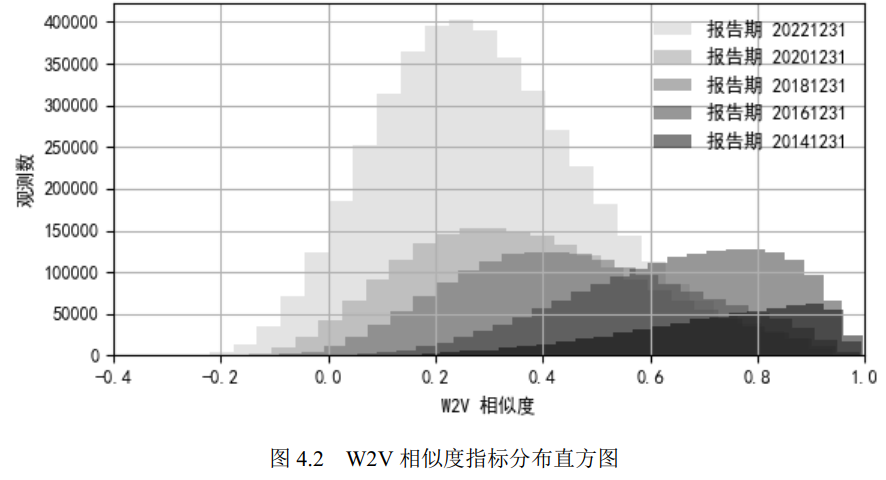 400000
350000
300000
250000
200000
150000
100000
50000
0
观测数
报告期 20221231
报告期 20201231
报告期 20181231
报告期 20161231
报告期 20141231
-0.4 -0.2 0.0 0.2 0.4 0.6 0.8 1.0
W2V 相似度
图 4.2 W2V 相似度指标分布直方图